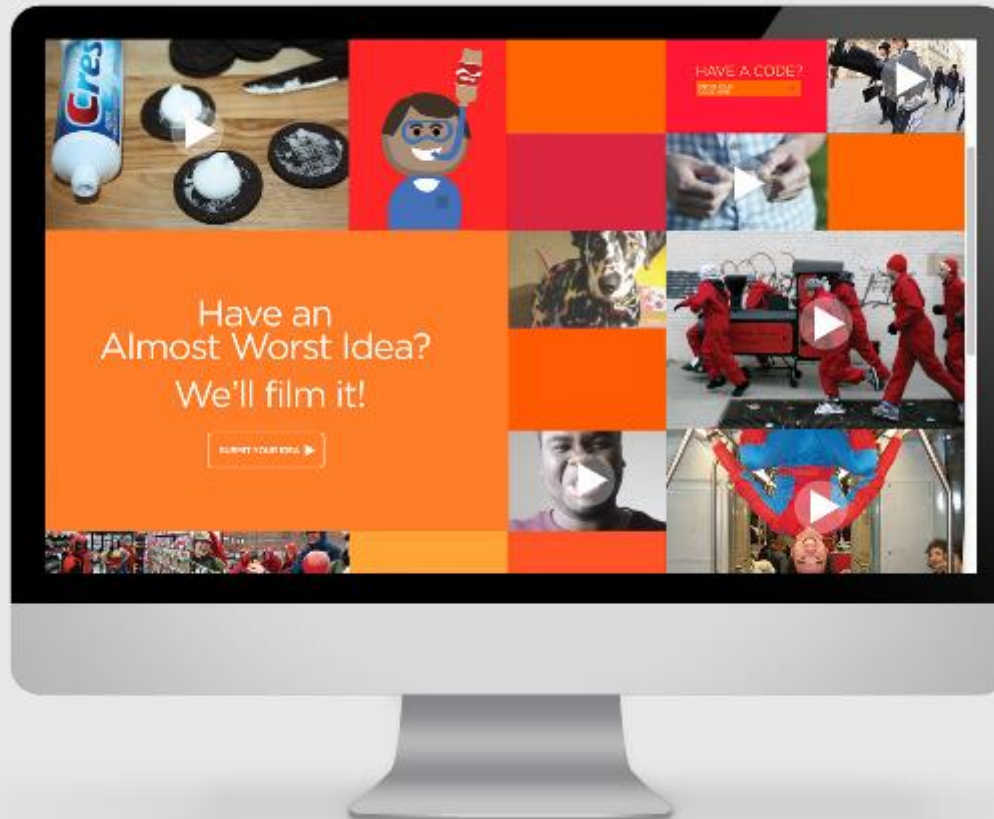 Cres
HAVE A CODE?
Have an
Almost Worst Idea?
We'll film it!
SUBMIT YOUR IDEA